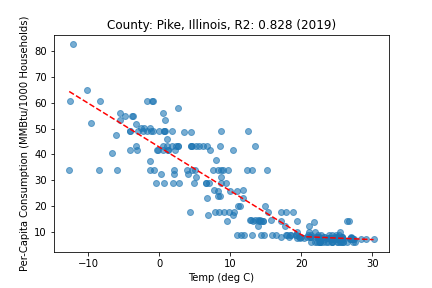 County: Pike, Illinois, R2: 0.828 (2019)
Per-Capita Consumption (MMBtu/1000 Households)
80
70
60
50
40
30
20
10
−10 0 10 20 30
Temp (deg C)